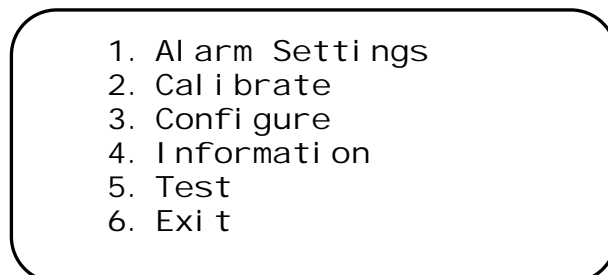 1. Alarm Settings
2. Calibrate
3. Configure
4. Information
5. Test
6. Exit